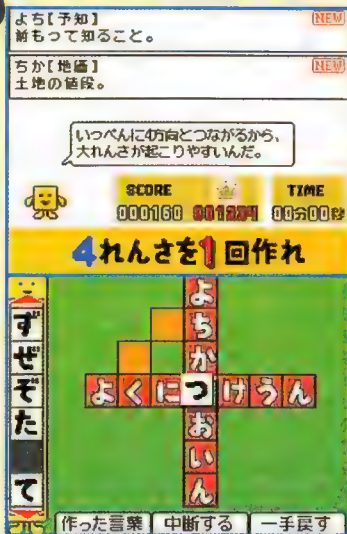 よち【予知】 NEW
前もって知ること。
ちか【地価】 NEW
土地の値段。
いっぺんに4方向とつながるから、
大れんさが起こりやすいんだ。
SCORE TIME
000160 001234 00分00秒
4れんさを1回作れ
ず
ぜ
ぞ
た
て
よ
ち
か
よくにつけうん
お
い
ん
作った言葉 中断する 一手戻す